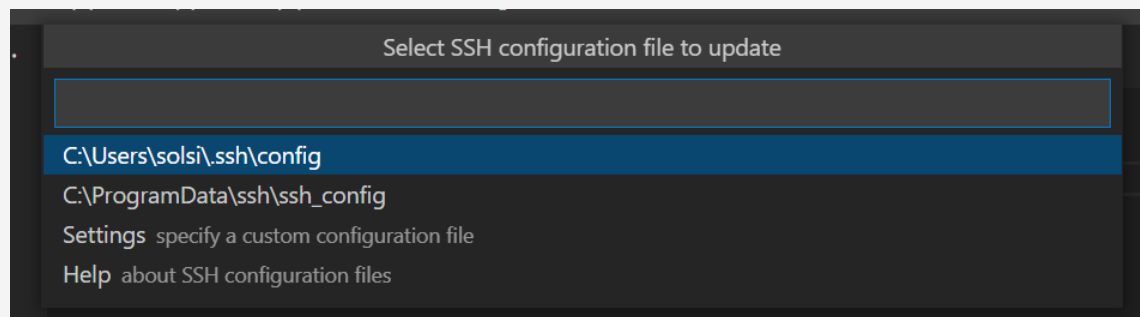 Select SSH configuration file to update
C:\Users\solsi\.ssh\config
C:\ProgramData\ssh\ssh_config
Settings specify a custom configuration file
Help about SSH configuration files